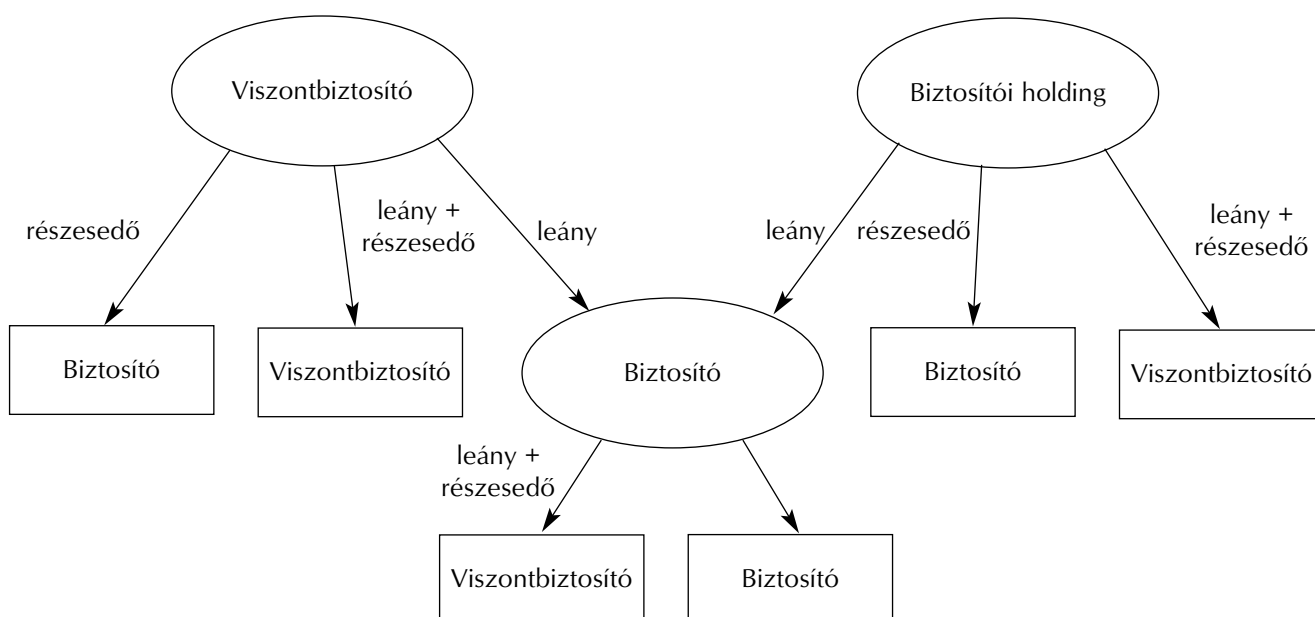 Viszontbiztosító
Biztosítói holding
részesedő
leány +
részesedő
leány
leány
részesedő
leány +
részesedő
Biztosító
Viszontbiztosító
Biztosító
Biztosító
Viszontbiztosító
leány +
részesedő
Viszontbiztosító
Biztosító